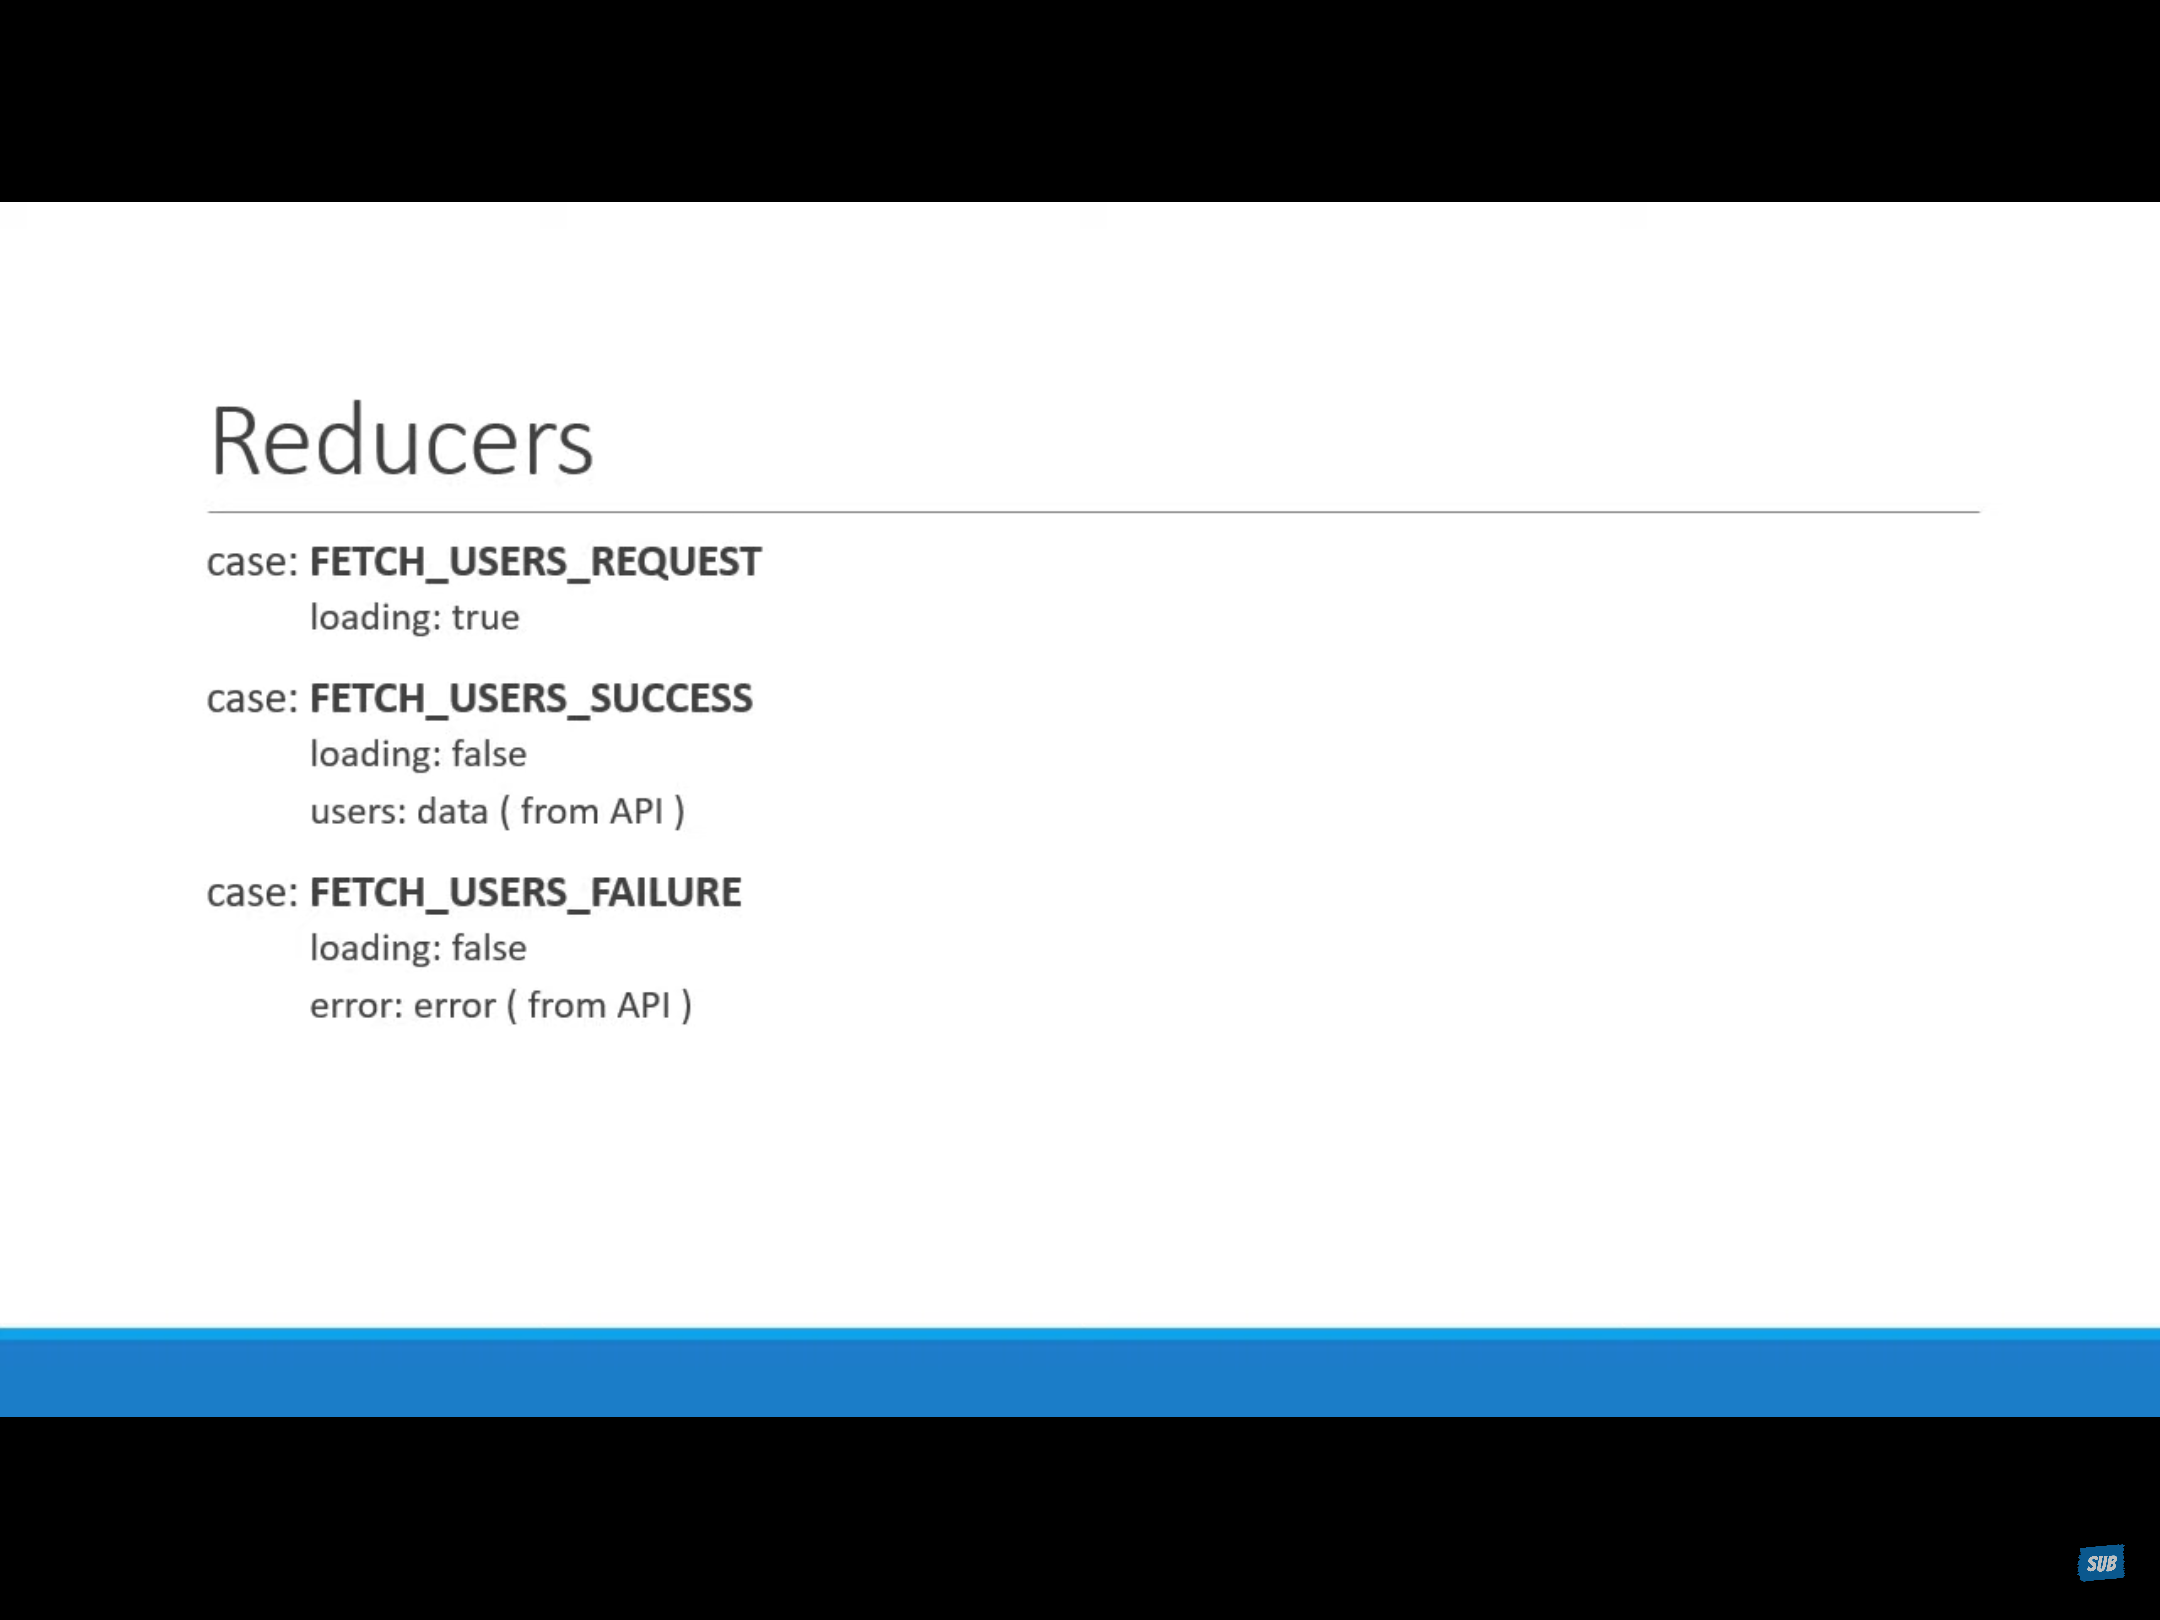 Reducers
case: FETCH_USERS_REQUEST
loading: true
case: FETCH_USERS_SUCCESS
loading: false
users: data ( from API )
case: FETCH_USERS_FAILURE
loading: false
error: error ( from API )
SUB